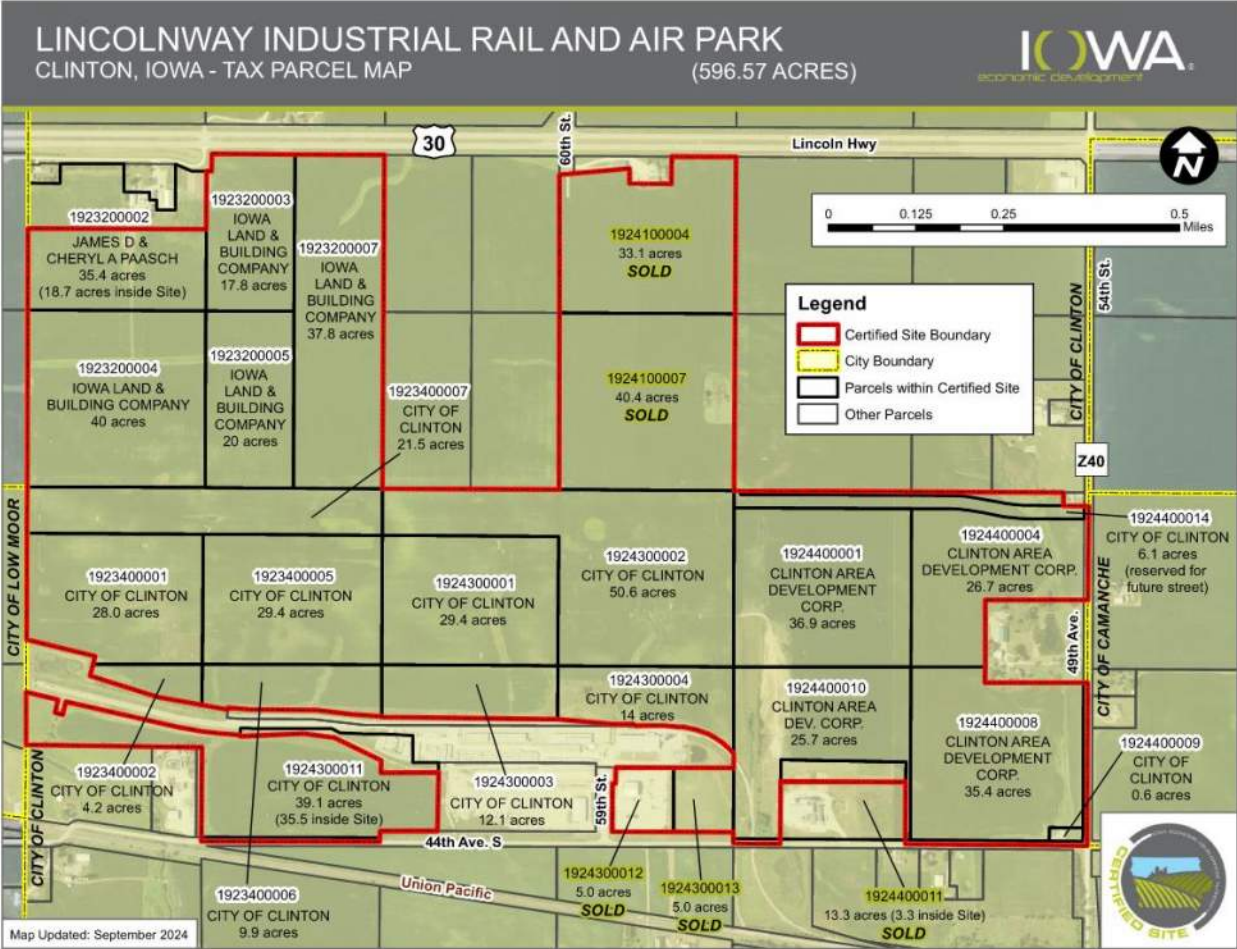 LINCOLNWAY INDUSTRIAL RAIL AND AIR PARK
CLINTON, IOWA - TAX PARCEL MAP
(596.57 ACRES)
IOWA
economic development
30
60th St.
Lincoln Hwy
N
0
0.125
0.25
0.5
Miles
54th St.
1923200002
JAMES D &
CHERYL A PAASCH
35.4 acres
(18.7 acres inside Site)
1923200003
IOWA
LAND &
BUILDING
COMPANY
17.8 acres
1923200007
IOWA
LAND &
BUILDING
COMPANY
37.8 acres
1924100004
33.1 acres
SOLD
Legend
Certified Site Boundary
City Boundary
Parcels within Certified Site
Other Parcels
CITY OF CLINTON
1923200004
IOWA LAND &
BUILDING COMPANY
40 acres
1923200005
IOWA
LAND &
BUILDING
COMPANY
20 acres
1923400007
CITY OF
CLINTON
21.5 acres
1924100007
40.4 acres
SOLD
Z40
CITY OF LOW MOOR
1923400001
CITY OF CLINTON
28.0 acres
1923400005
CITY OF CLINTON
29.4 acres
1924300001
CITY OF CLINTON
29.4 acres
1924300002
CITY OF CLINTON
50.6 acres
1924400001
CLINTON AREA
DEVELOPMENT
CORP.
36.9 acres
1924400004
CLINTON AREA
DEVELOPMENT CORP.
26.7 acres
1924400014
CITY OF CLINTON
6.1 acres
(reserved for
future street)
49th Ave.
CITY OF CAMANCHE
1924300004
CITY OF CLINTON
14 acres
1924400010
CLINTON AREA
DEV. CORP.
25.7 acres
1924400008
CLINTON AREA
DEVELOPMENT
CORP.
35.4 acres
1924400009
CITY OF
CLINTON
0.6 acres
CITY OF CLINTON
1923400002
CITY OF CLINTON
4.2 acres
1924300011
CITY OF CLINTON
39.1 acres
(35.5 inside Site)
1924300003
CITY OF CLINTON
12.1 acres
59th St.
44th Ave. S
Union Pacific
1923400006
CITY OF CLINTON
9.9 acres
1924300012
5.0 acres
SOLD
1924300013
5.0 acres
SOLD
1924400011
13.3 acres (3.3 inside Site)
SOLD
Map Updated: September 2024
CERTIFIED SITE